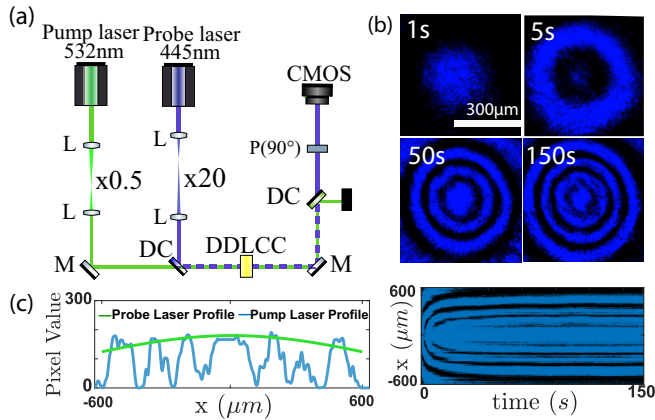 (a)
Pump laser
532nm
Probe laser
445nm
CMOS
L
L
P(90°)
x0.5
x20
L
L
DC
DC
DDLCC
M
M
(b)
1s
5s
300µm
50s
150s
(c)
300
Pixel Value
0
Probe Laser Profile
Pump Laser Profile
-600
600
x (µm)
600
x (µm)
-600
0
150
time (s)